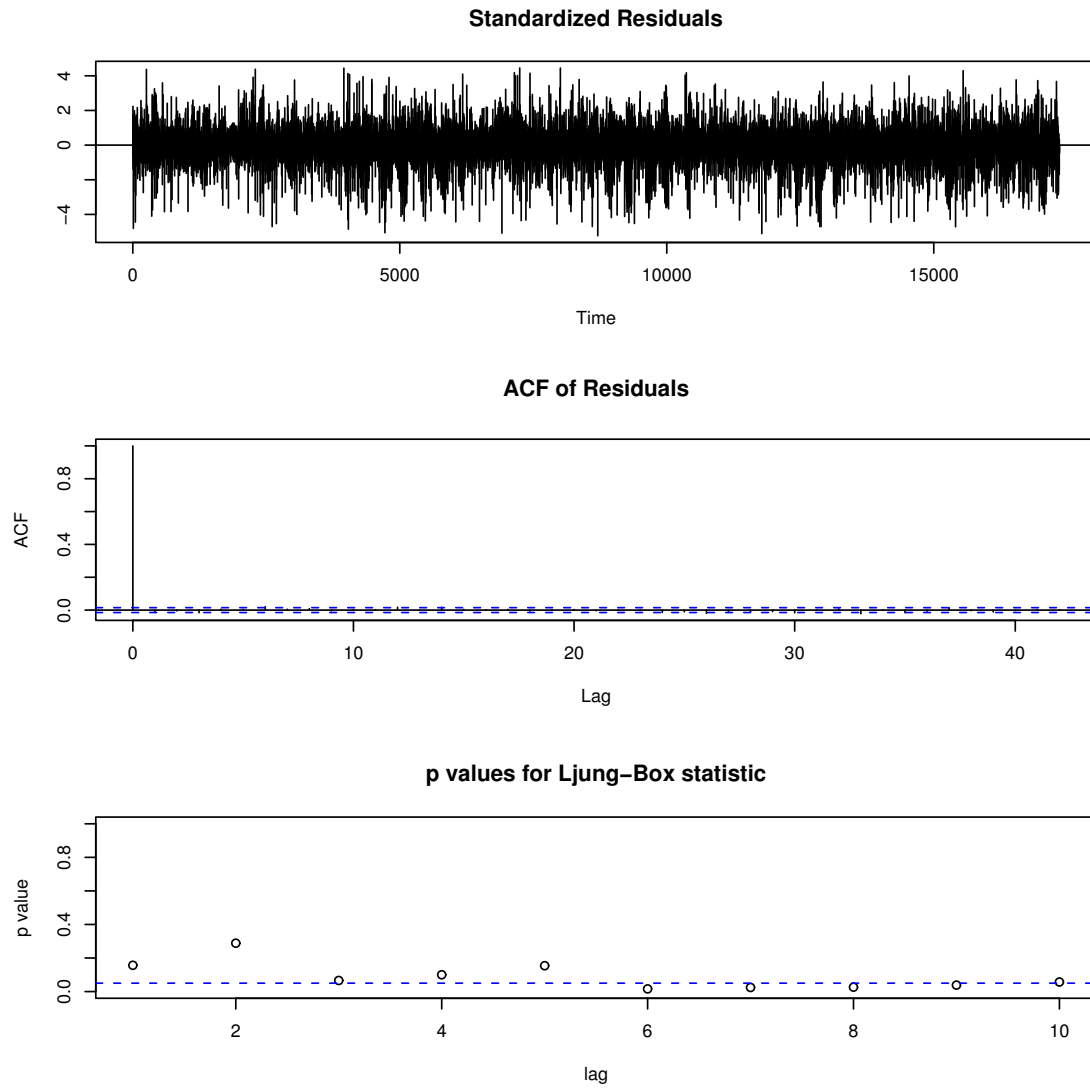 Standardized Residuals
4
2
0
−4
0 5000 10000 15000
Time
ACF of Residuals
ACF
0.8
0.4
0.0
0 10 20 30 40
Lag
p values for Ljung−Box statistic
p value
0.8
0.4
0.0
2 4 6 8 10
lag